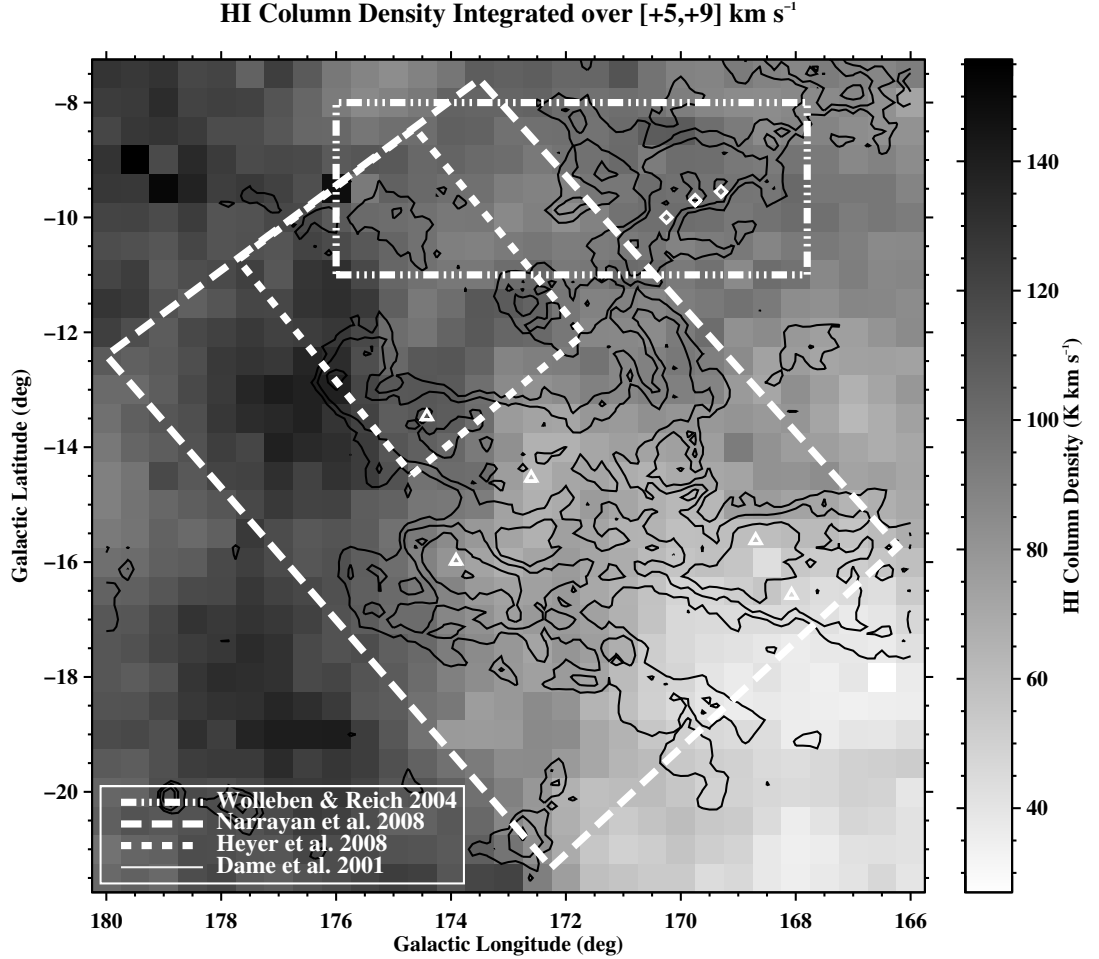 HI Column Density Integrated over [+5,+9] km s⁻¹
−8
−10
−12
−14
−16
−18
−20
Galactic Latitude (deg)
Wolleben & Reich 2004
Narrayan et al. 2008
Heyer et al. 2008
Dame et al. 2001
180
178
176
174
172
170
168
166
Galactic Longitude (deg)
140
120
100
80
60
40
HI Column Density (K km s⁻¹)